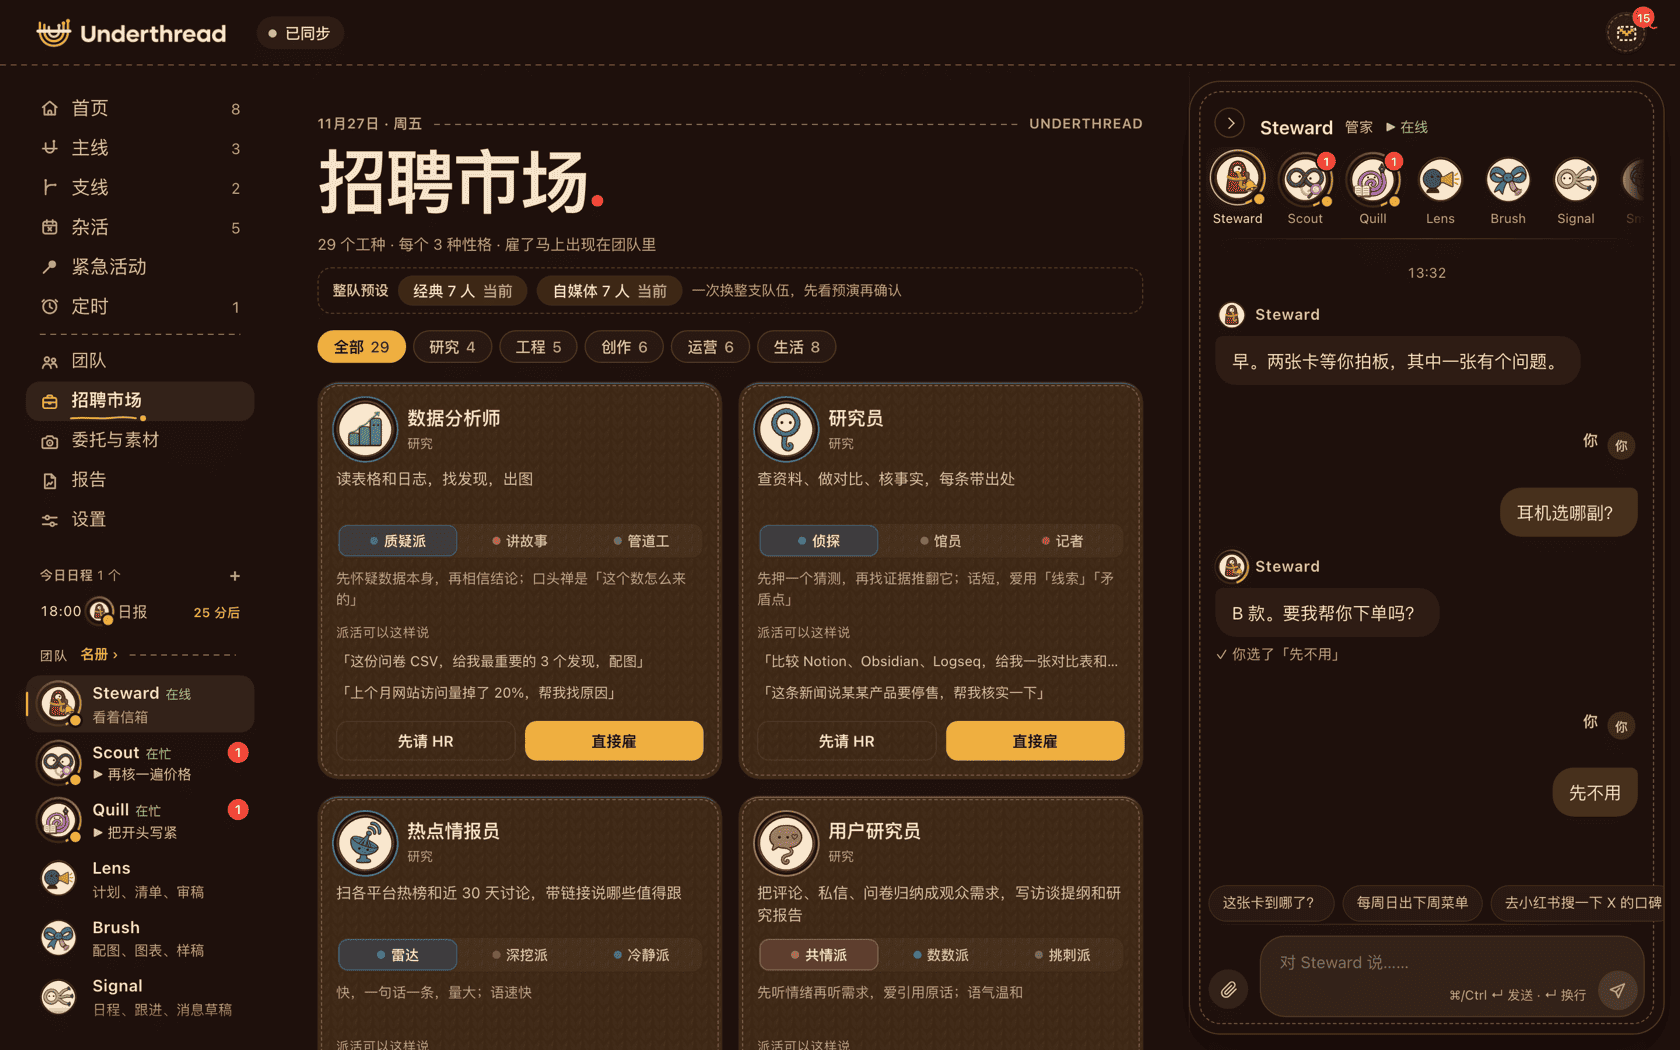 Underthread
已同步
15
首页 8
主线 3
支线 2
杂活 5
紧急活动
定时 1
团队
招聘市场
委托与素材
报告
设置
今日日程 1 个 +
18:00 日报 25 分后
团队 名册 ›
Steward 在线
看着信箱
Scout 在忙 1
▶ 再核一遍价格
Quill 在忙 1
▶ 把开头写紧
Lens
计划、清单、审稿
Brush
配图、图表、样稿
Signal
日程、跟进、消息草稿
11月27日 · 周五 UNDERTHREAD
招聘市场.
29 个工种 · 每个 3 种性格 · 雇了马上出现在团队里
整队预设 经典 7 人 当前 自媒体 7 人 当前 一次换整支队伍，先看预演再确认
全部 29 研究 4 工程 5 创作 6 运营 6 生活 8
数据分析师
研究
读表格和日志，找发现，出图
质疑派 讲故事 管道工
先怀疑数据本身，再相信结论；口头禅是「这个数怎么来
的」
派活可以这样说
「这份问卷 CSV，给我最重要的 3 个发现，配图」
「上个月网站访问量掉了 20%，帮我找原因」
先请 HR 直接雇
研究员
研究
查资料、做对比、核事实，每条带出处
侦探 馆员 记者
先押一个猜测，再找证据推翻它；话短，爱用「线索」「矛
盾点」
派活可以这样说
「比较 Notion、Obsidian、Logseq，给我一张对比表和...
「这条新闻说某某产品要停售，帮我核实一下」
先请 HR 直接雇
热点情报员
研究
扫各平台热榜和近 30 天讨论，带链接说哪些值得跟
雷达 深挖派 冷静派
快，一句话一条，量大；语速快
派活可以这样说
用户研究员
研究
把评论、私信、问卷归纳成观众需求，写访谈提纲和研
究报告
共情派 数数派 挑刺派
先听情绪再听需求，爱引用原话；语气温和
派活可以这样说
Steward 管家 ▶ 在线
1 1
Steward Scout Quill Lens Brush Signal
13:32
Steward
早。两张卡等你拍板，其中一张有个问题。
你 你
耳机选哪副？
Steward
B 款。要我帮你下单吗？
✓ 你选了「先不用」
你 你
先不用
这张卡到哪了？ 每周日出下周菜单 去小红书搜一下 X 的口碑
对 Steward 说……
⌘/Ctrl ↵ 发送 · ↵ 换行